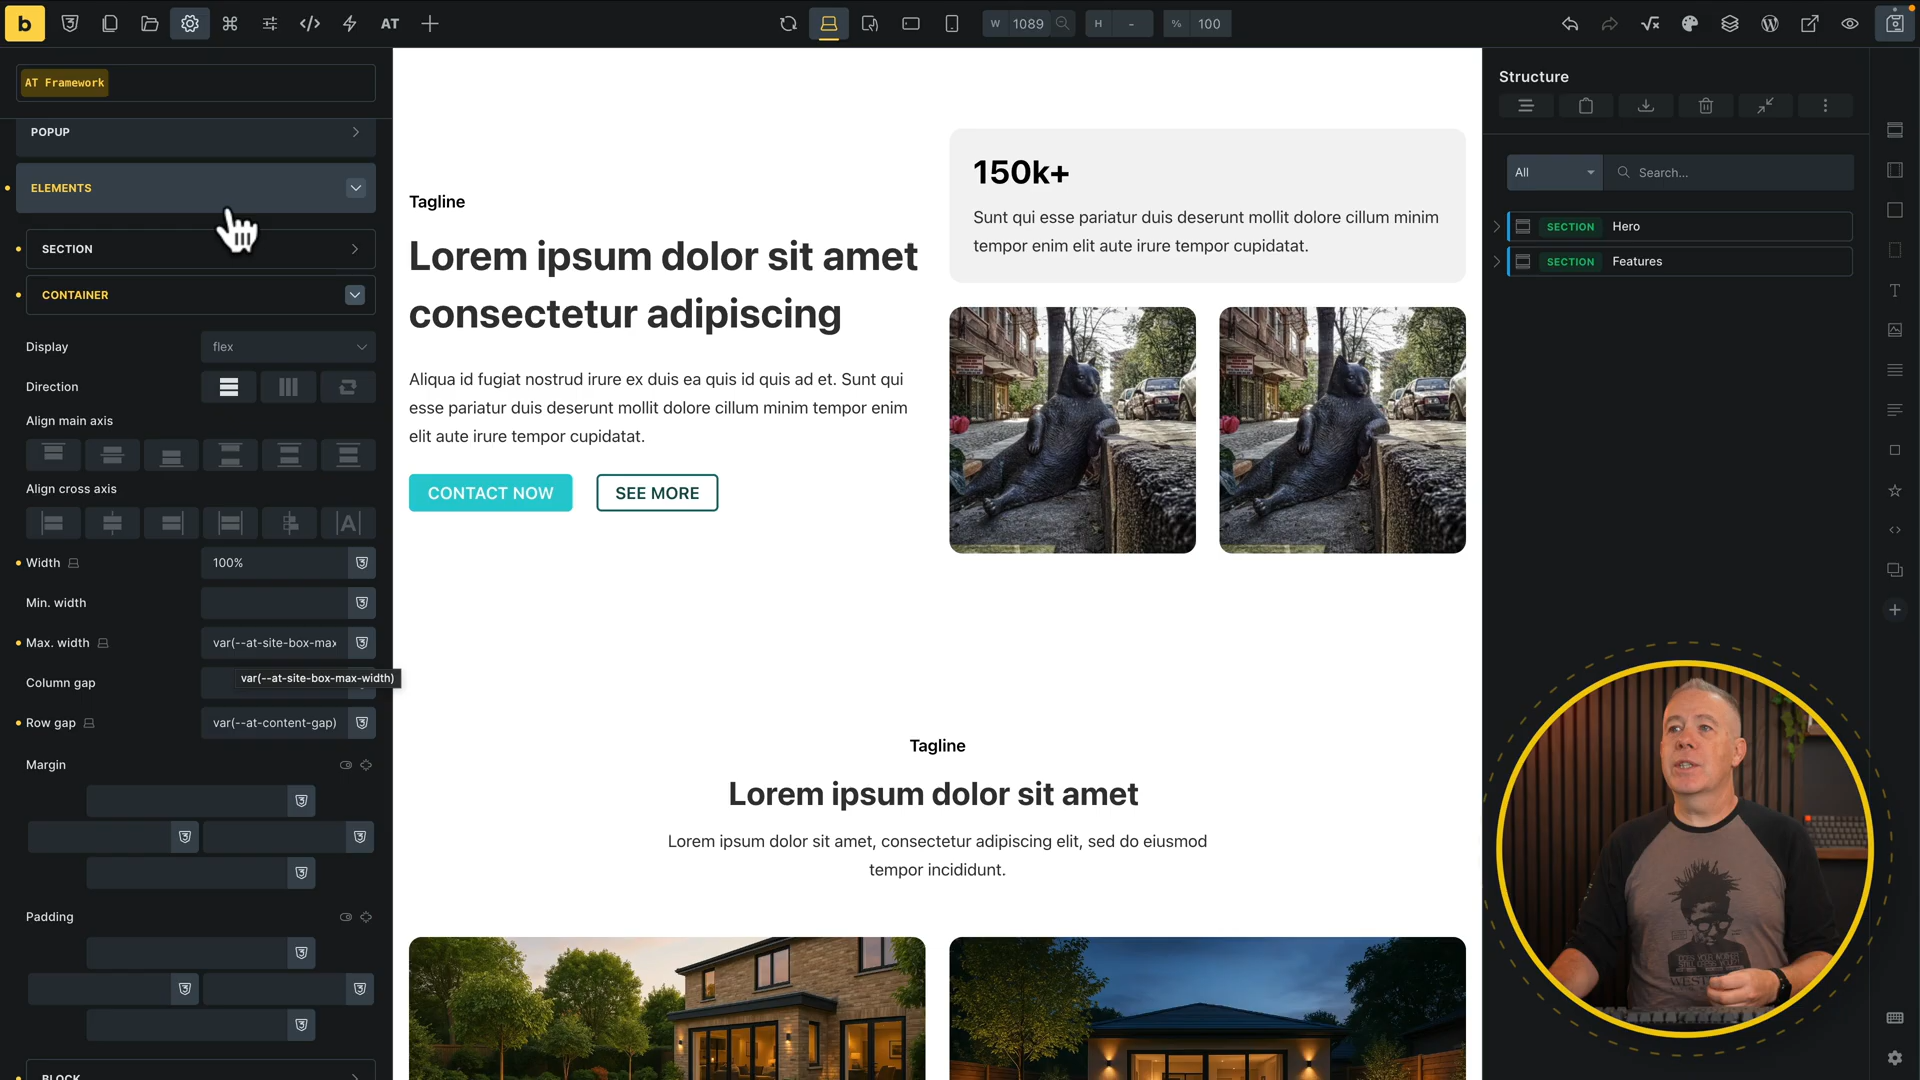 b
AT
W 1089
H -
% 100
AT Framework
POPUP
ELEMENTS
SECTION
CONTAINER
Display
flex
Direction
Align main axis
Align cross axis
A
Width
100%
Min. width
Max. width
var(--at-site-box-max
Column gap
var(--at-site-box-max-width)
Row gap
var(--at-content-gap)
Margin
Padding
BLOCK
Tagline
Lorem ipsum dolor sit amet
consectetur adipiscing
Aliqua id fugiat nostrud irure ex duis ea quis id quis ad et. Sunt qui
esse pariatur duis deserunt mollit dolore cillum minim tempor enim
elit aute irure tempor cupidatat.
CONTACT NOW
SEE MORE
150k+
Sunt qui esse pariatur duis deserunt mollit dolore cillum minim
tempor enim elit aute irure tempor cupidatat.
Tagline
Lorem ipsum dolor sit amet
Lorem ipsum dolor sit amet, consectetur adipiscing elit, sed do eiusmod
tempor incididunt.
Structure
All
Search...
SECTION Hero
SECTION Features